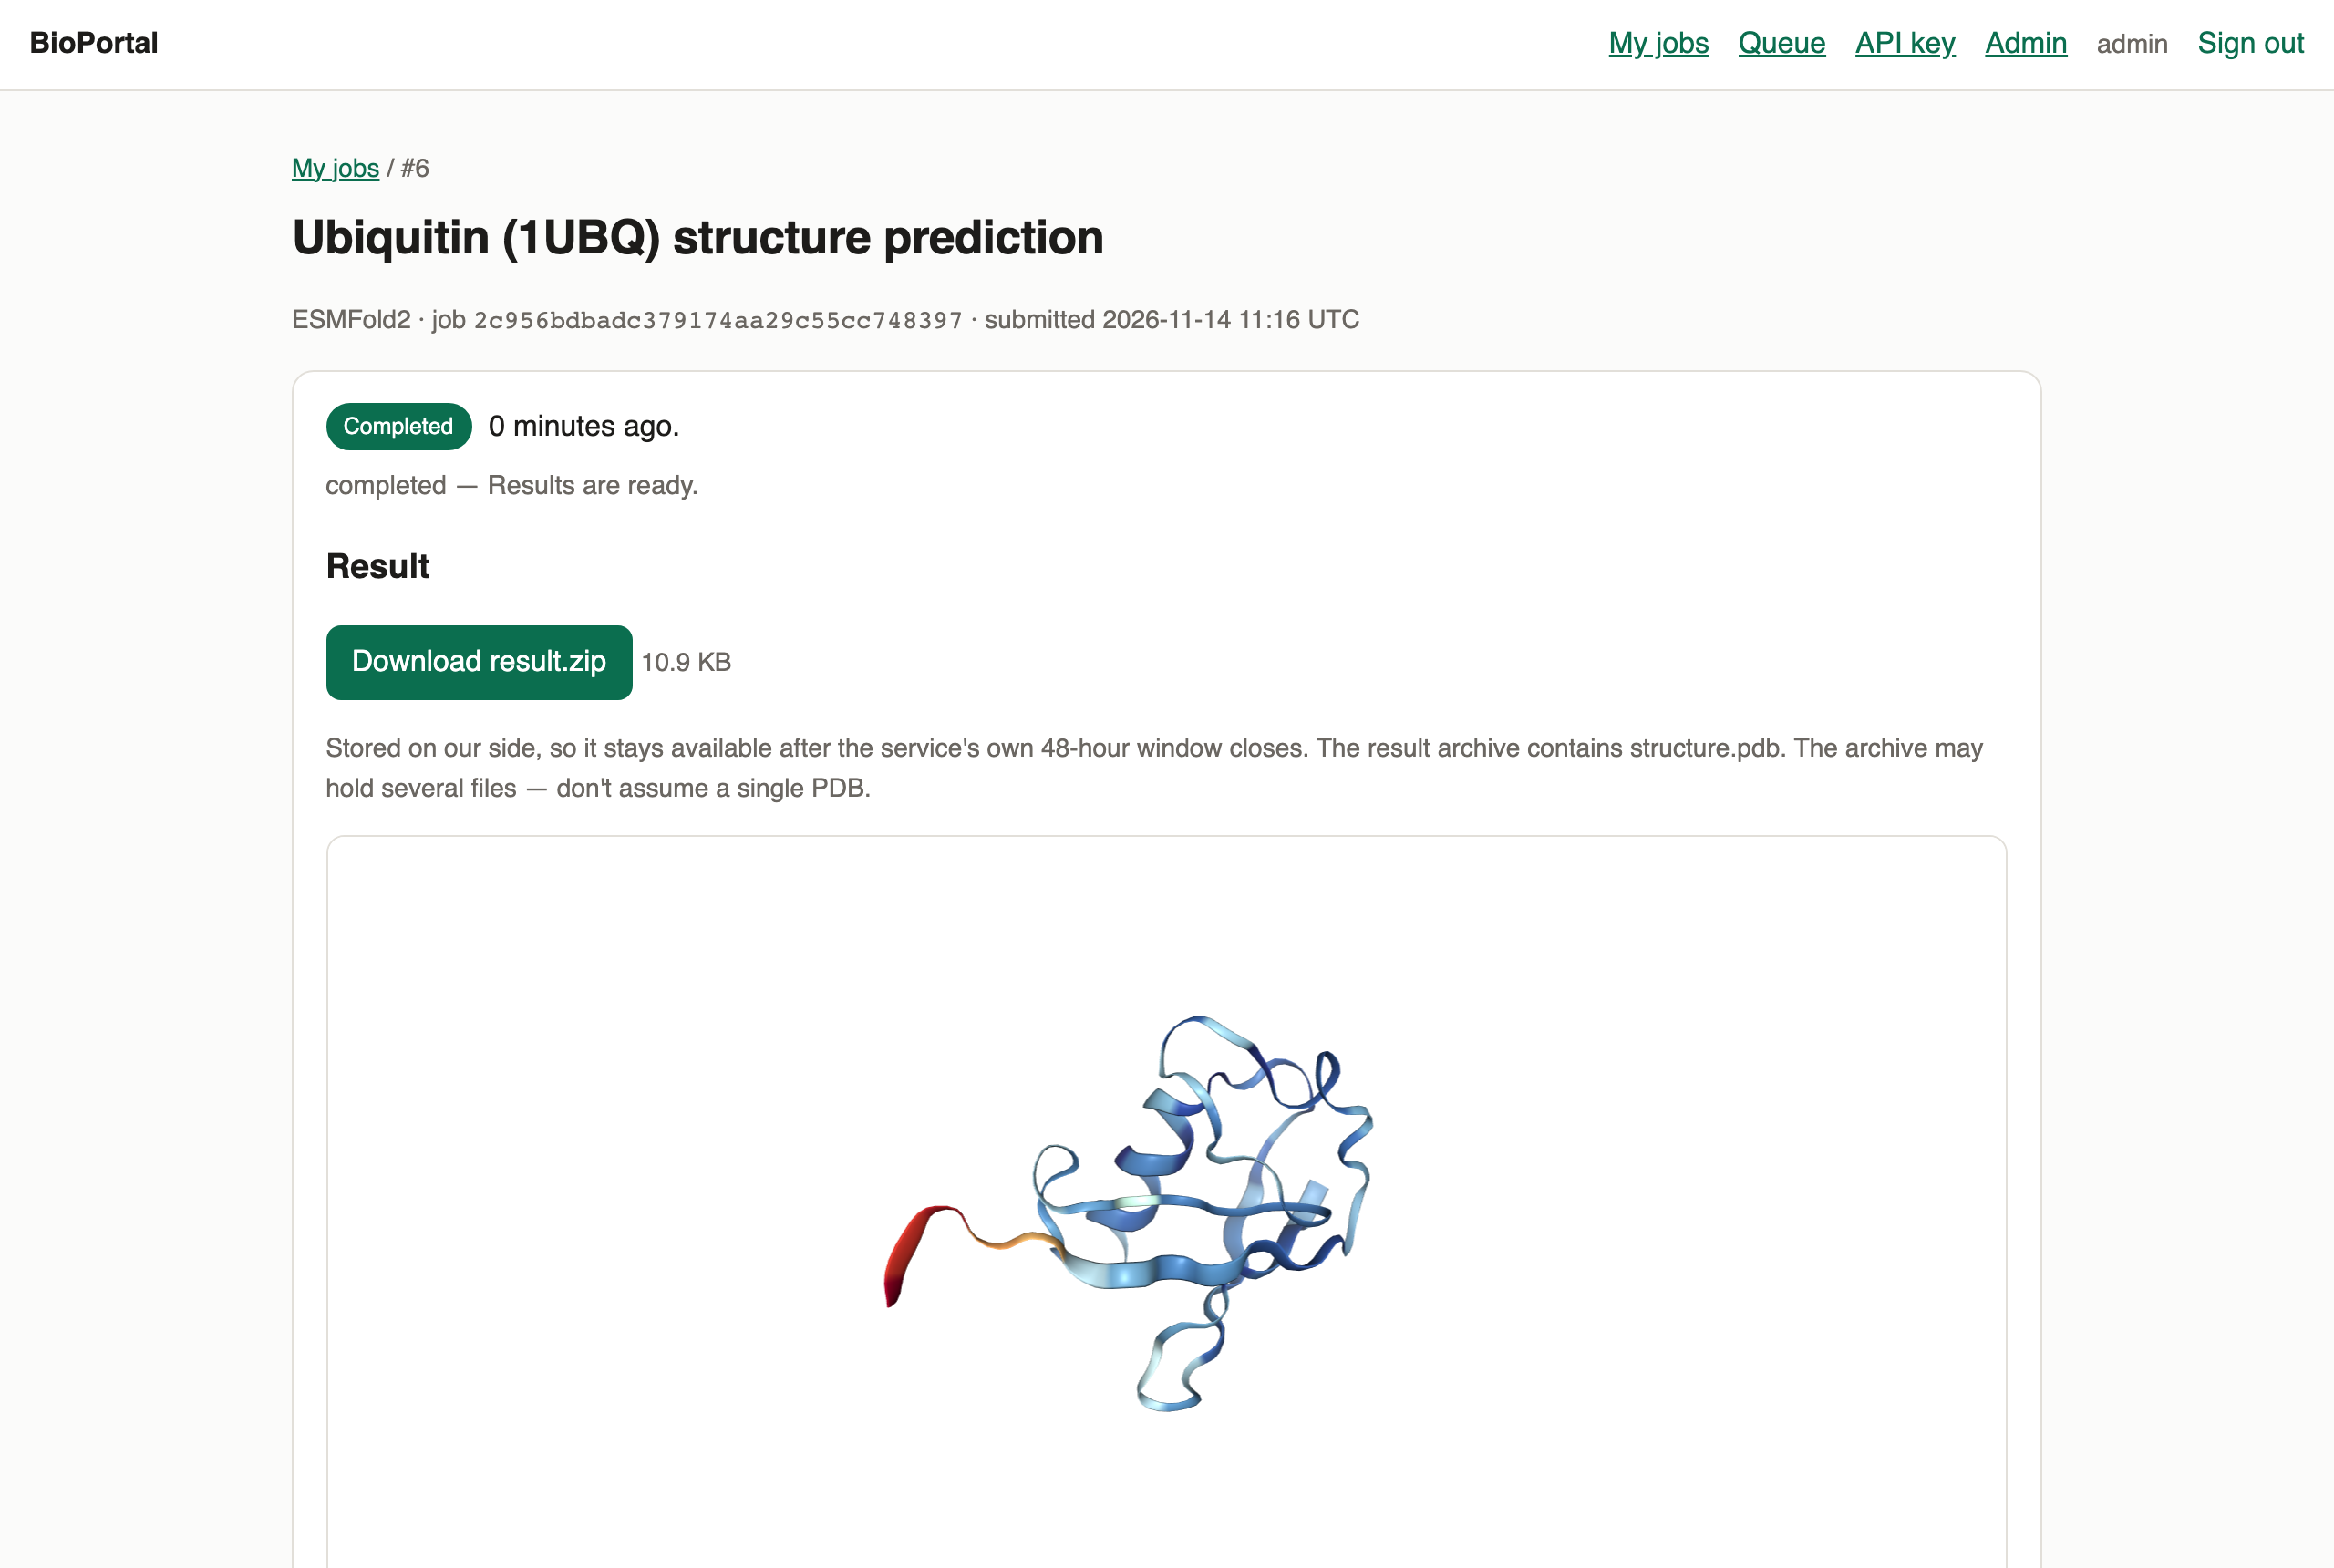 BioPortal
My jobs Queue API key Admin admin Sign out
My jobs / #6
Ubiquitin (1UBQ) structure prediction
ESMFold2 · job 2c956bdbadc379174aa29c55cc748397 · submitted 2026-11-14 11:16 UTC
Completed 0 minutes ago.
completed — Results are ready.
Result
Download result.zip 10.9 KB
Stored on our side, so it stays available after the service's own 48-hour window closes. The result archive contains structure.pdb. The archive may
hold several files — don't assume a single PDB.